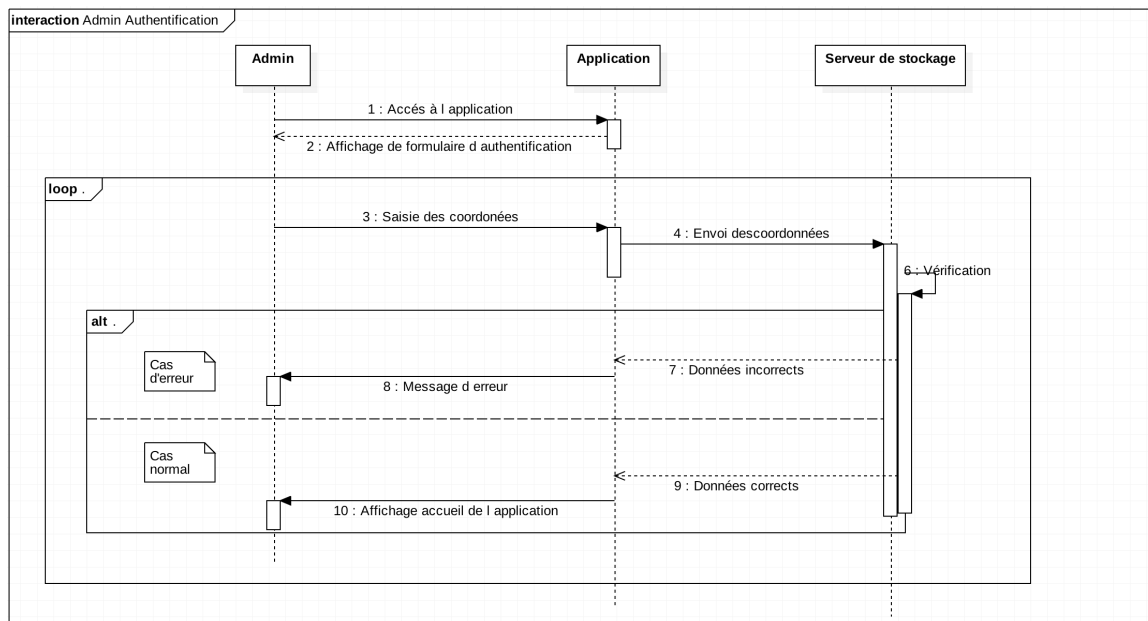 interaction Admin Authentification
Admin
Application
Serveur de stockage
1 : Accés à l application
2 : Affichage de formulaire d authentification
loop .
3 : Saisie des coordonées
4 : Envoi descoordonnées
6 : Vérification
alt .
Cas
d'erreur
7 : Données incorrects
8 : Message d erreur
Cas
normal
9 : Données corrects
10 : Affichage accueil de l application